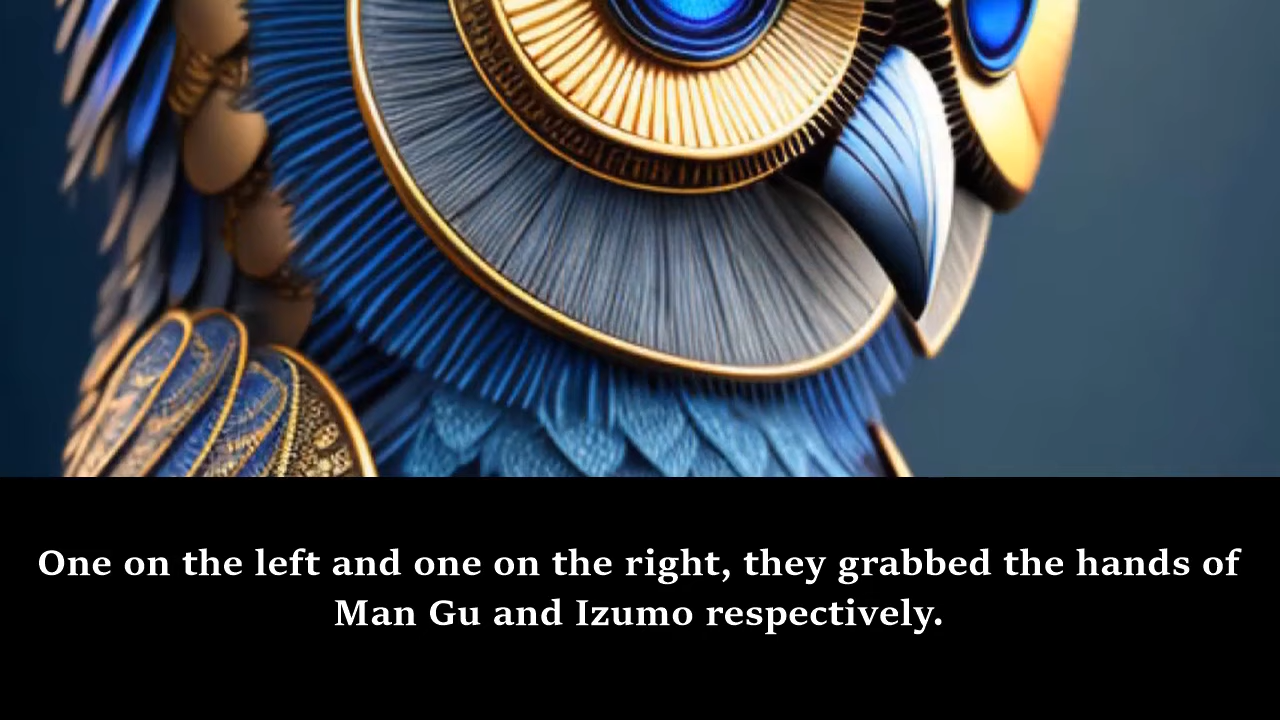 One on the left and one on the right, they grabbed the hands of
Man Gu and Izumo respectively.